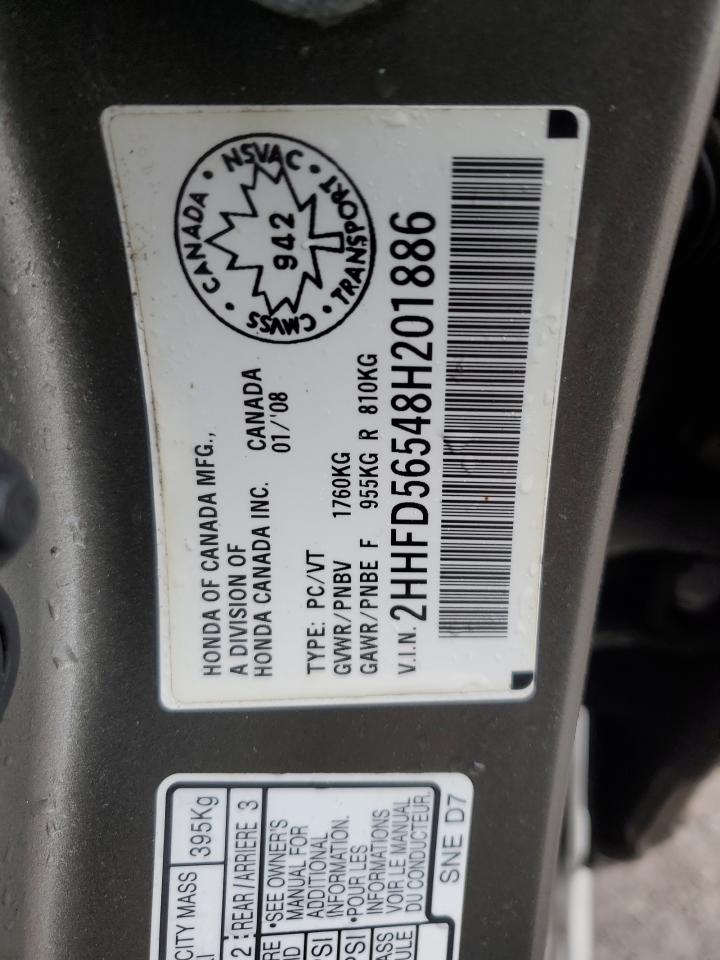 HONDA OF CANADA MFG.,
A DIVISION OF
HONDA CANADA INC. CANADA
01/'08
TYPE: PC/VT
GVWR/PNBV 1760KG
GAWR/PNBE F 955KG R 810KG
V.I.N. 2HHFD56548H201886
CANADA • NSVAC • TRANSPORT • CMVSS •
942
CITY MASS 395Kg
2 REAR/ARRIERE 3
•SEE OWNER'S
MANUAL FOR
ADDITIONAL
INFORMATION.
•POUR LES
INFORMATIONS
VOIR LE MANUAL
DU CONDUCTEUR.
SNE D7